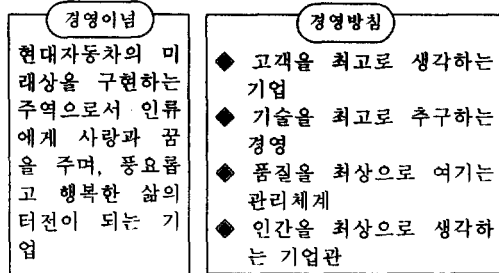 경영이념
현대자동차의 미
래상을 구현하는
주역으로서 인류
에게 사랑과 꿈
을 주며, 풍요롭
고 행복한 삶의
터전이 되는 기
업
경영방침
◆ 고객을 최고로 생각하는
기업
◆ 기술을 최고로 추구하는
경영
◆ 품질을 최상으로 여기는
관리체계
◆ 인간을 최상으로 생각하
는 기업관